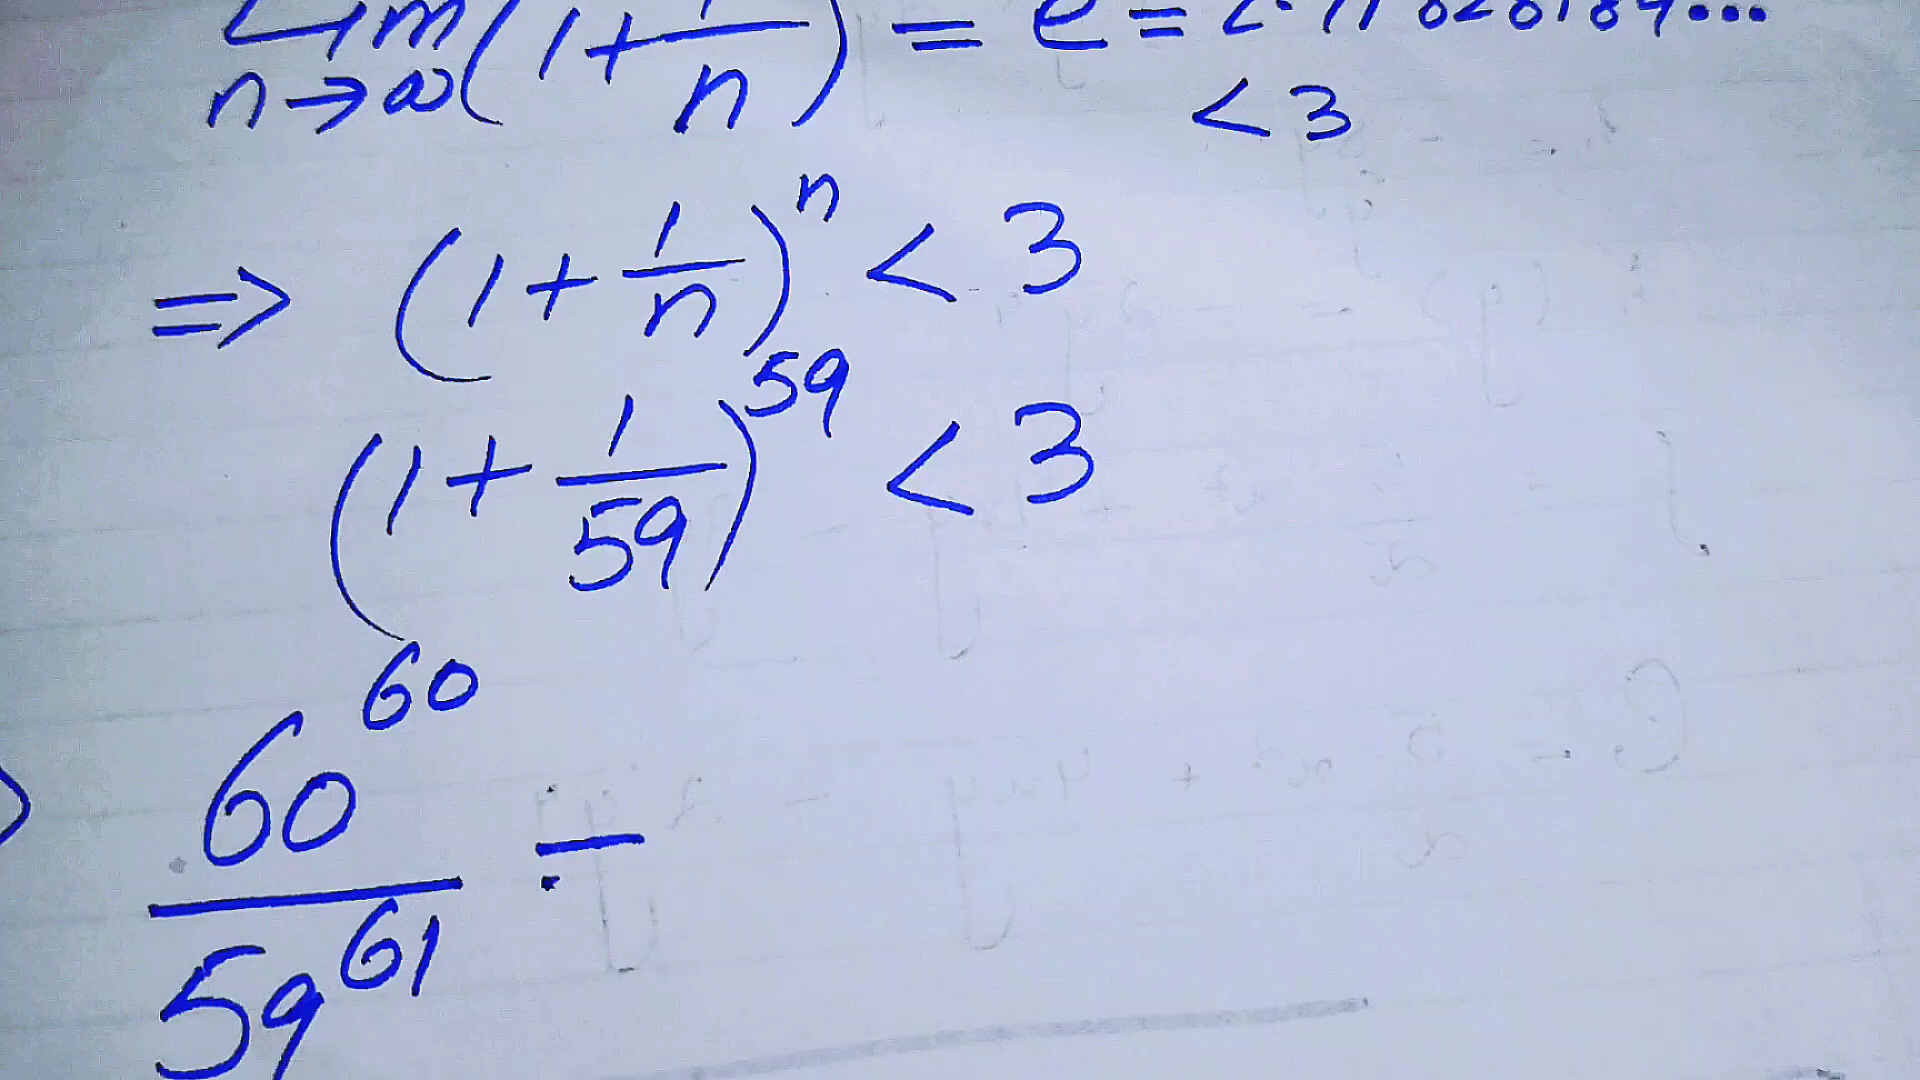 lim n→∞ (1 + 1/n) = e = 2.71828184...
< 3
⇒ (1 + 1/n)^n < 3
(1 + 1/59)^59 < 3
60^60 / 59^61 =